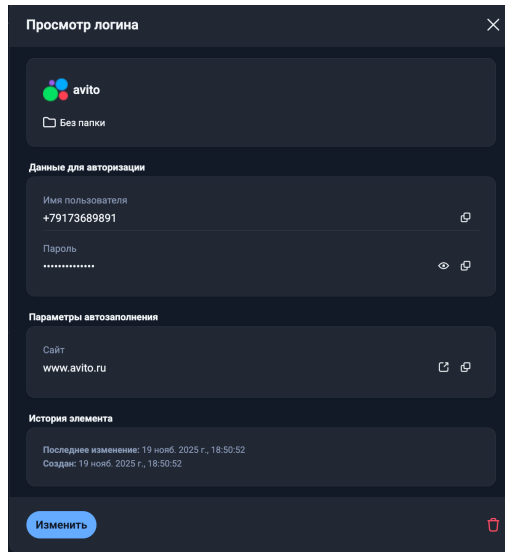 Просмотр логина
avito
Без папки
Данные для авторизации
Имя пользователя
+79173689891
Пароль
•••••••••••••
Параметры автозаполнения
Сайт
www.avito.ru
История элемента
Последнее изменение: 19 нояб. 2025 г., 18:50:52
Создан: 19 нояб. 2025 г., 18:50:52
Изменить